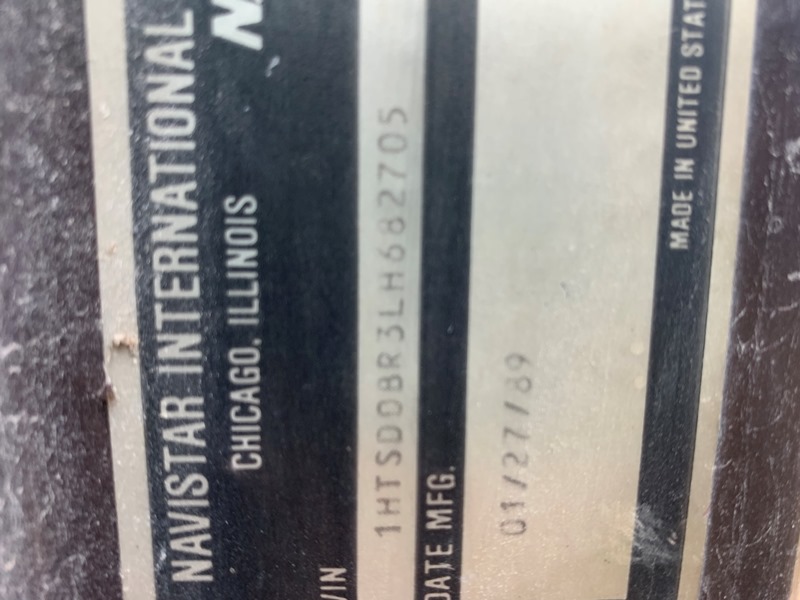 NAVISTAR INTERNATIONAL
CHICAGO, ILLINOIS
VIN
1HTSDDBR3LH682705
DATE MFG.
01/27/89
MADE IN UNITED STAT